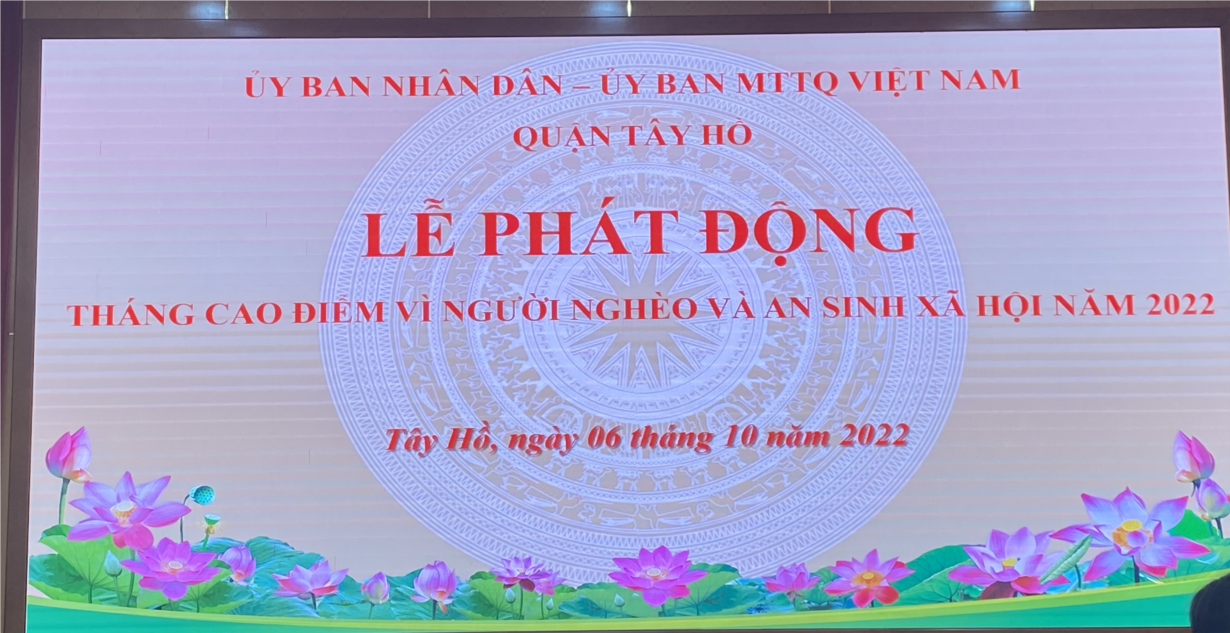 ỦY BAN NHÂN DÂN – ỦY BAN MTTQ VIỆT NAM
QUẬN TÂY HỒ
LỄ PHÁT ĐỘNG
THÁNG CAO ĐIỂM VÌ NGƯỜI NGHÈO VÀ AN SINH XÃ HỘI NĂM 2022
Tây Hồ, ngày 06 tháng 10 năm 2022